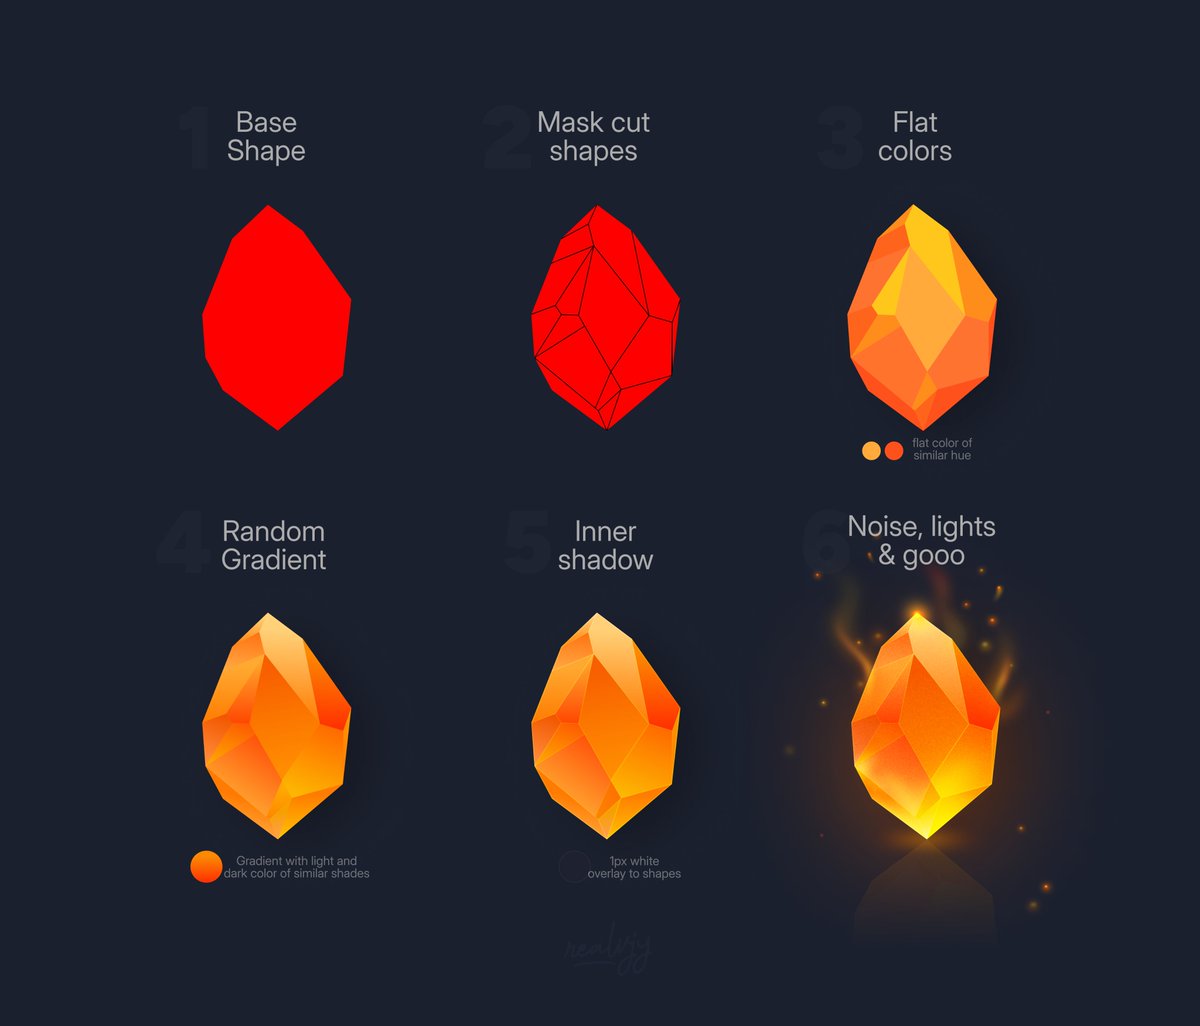 1
Base
Shape
2
Mask cut
shapes
3
Flat
colors
flat color of
similar hue
4
Random
Gradient
Gradient with light and
dark color of similar shades
5
Inner
shadow
1px white
overlay to shapes
6
Noise, lights
& gooo